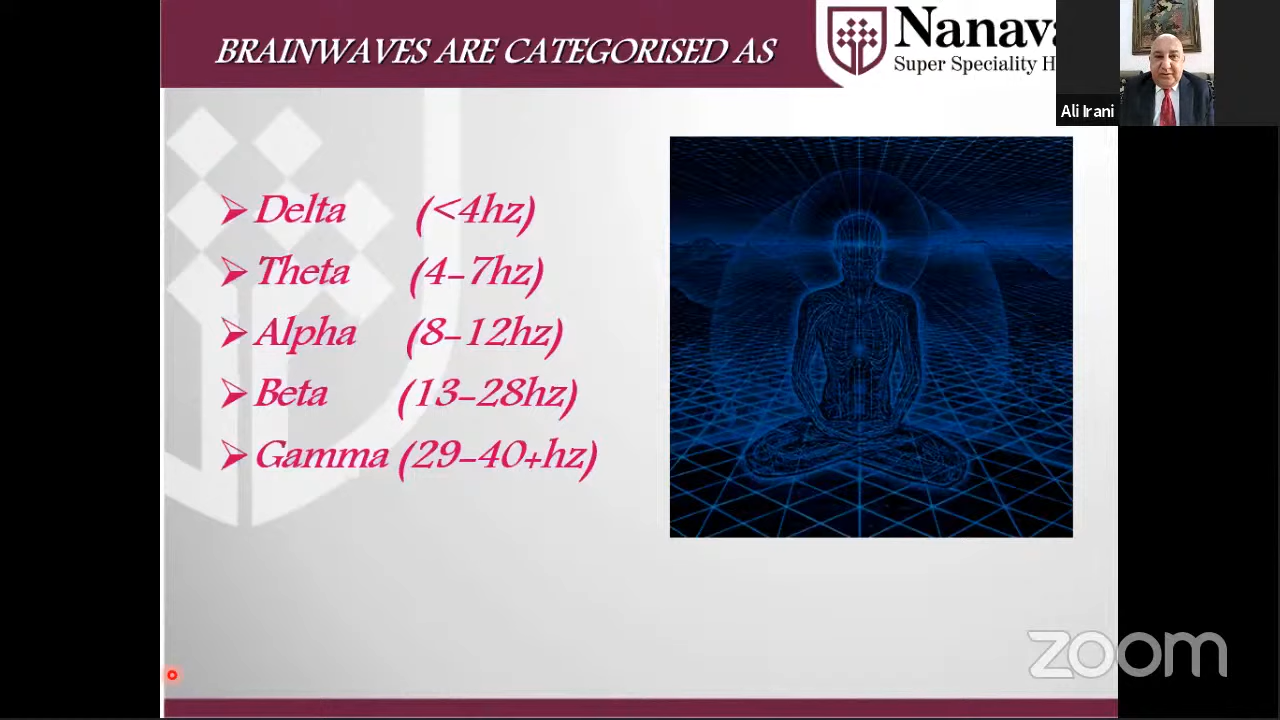 BRAINWAVES ARE CATEGORISED AS
Super Speciality
Ali Irani
Delta (<4hz)
Theta (4-7hz)
Alpha (8-12hz)
Beta (13-28hz)
Gamma (29-40+hz)
zoom